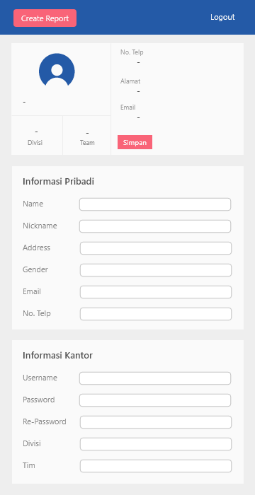 Create Report
Logout
No. Telp
-
Alamat
-
Email
-
-
-
Divisi
-
Team
Simpan
Informasi Pribadi
Name
Nickname
Address
Gender
Email
No. Telp
Informasi Kantor
Username
Password
Re-Password
Divisi
Tim